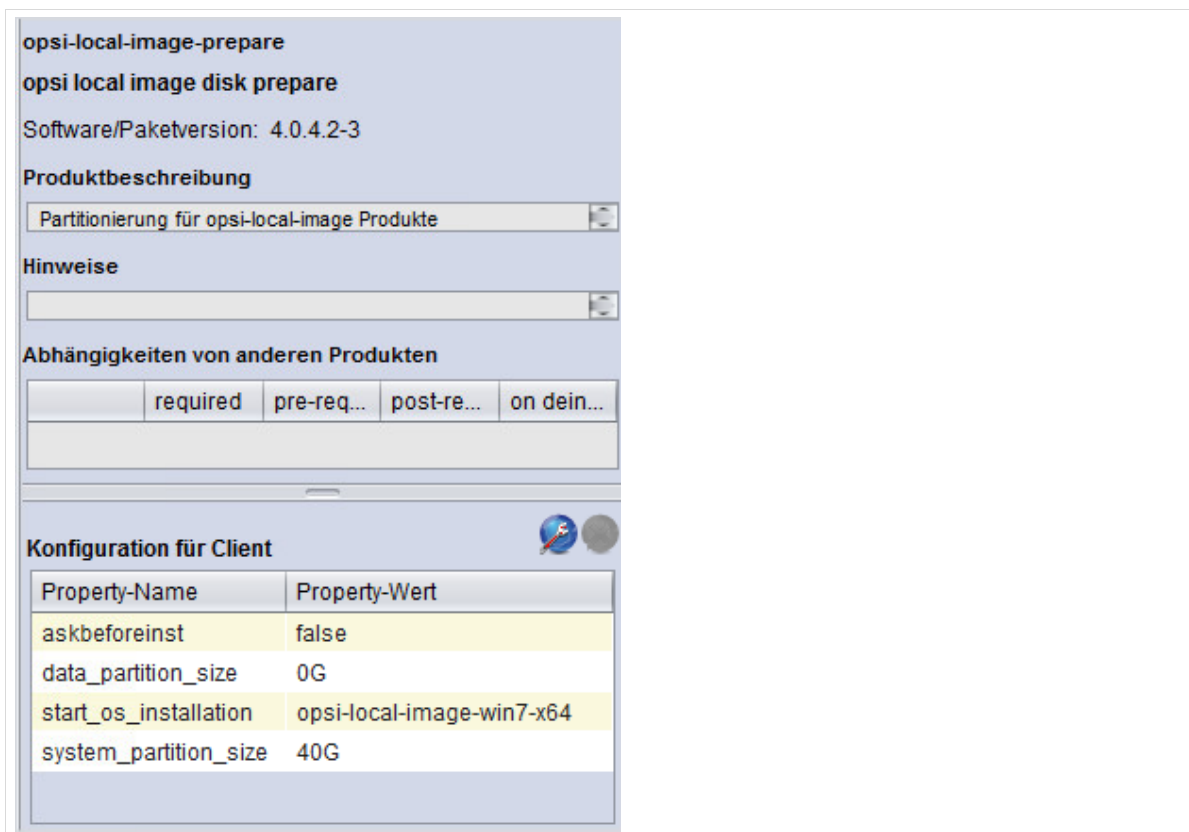 opsi-local-image-prepare
opsi local image disk prepare
Software/Paketversion: 4.0.4.2-3
Produktbeschreibung
Partitionierung für opsi-local-image Produkte
Hinweise
Abhängigkeiten von anderen Produkten
required pre-req... post-re... on dein...
Konfiguration für Client
Property-Name Property-Wert
askbeforeinst false
data_partition_size 0G
start_os_installation opsi-local-image-win7-x64
system_partition_size 40G